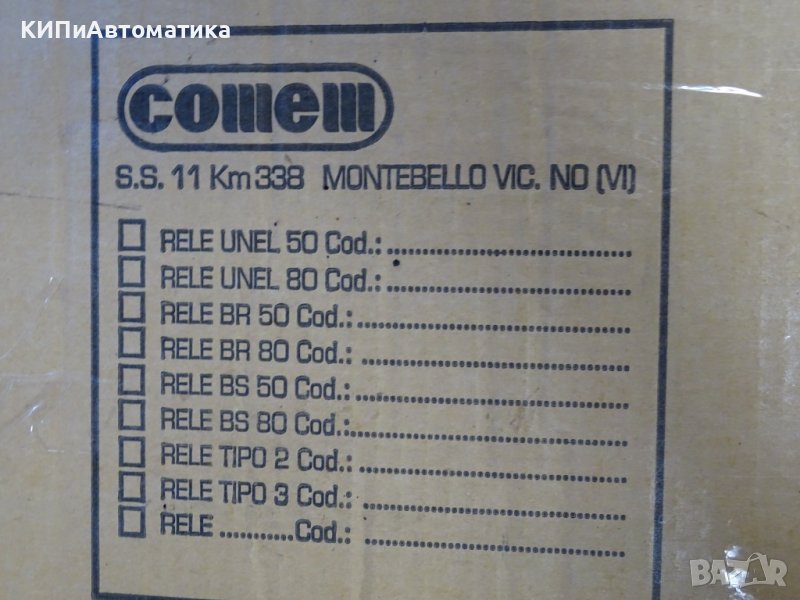 КИПиАвтоматика
comem
S.S. 11 Km 338 MONTEBELLO VIC. NO (VI)
RELE UNEL 50 Cod.:..............................
RELE UNEL 80 Cod.:..............................
RELE BR 50 Cod.:..............................
RELE BR 80 Cod.: ..............................
RELE BS 50 Cod.:..............................
RELE BS 80 Cod.:..............................
RELE TIPO 2 Cod.: ..............................
RELE TIPO 3 Cod.: ..............................
RELE ...........Cod.: ..............................
BAZAR